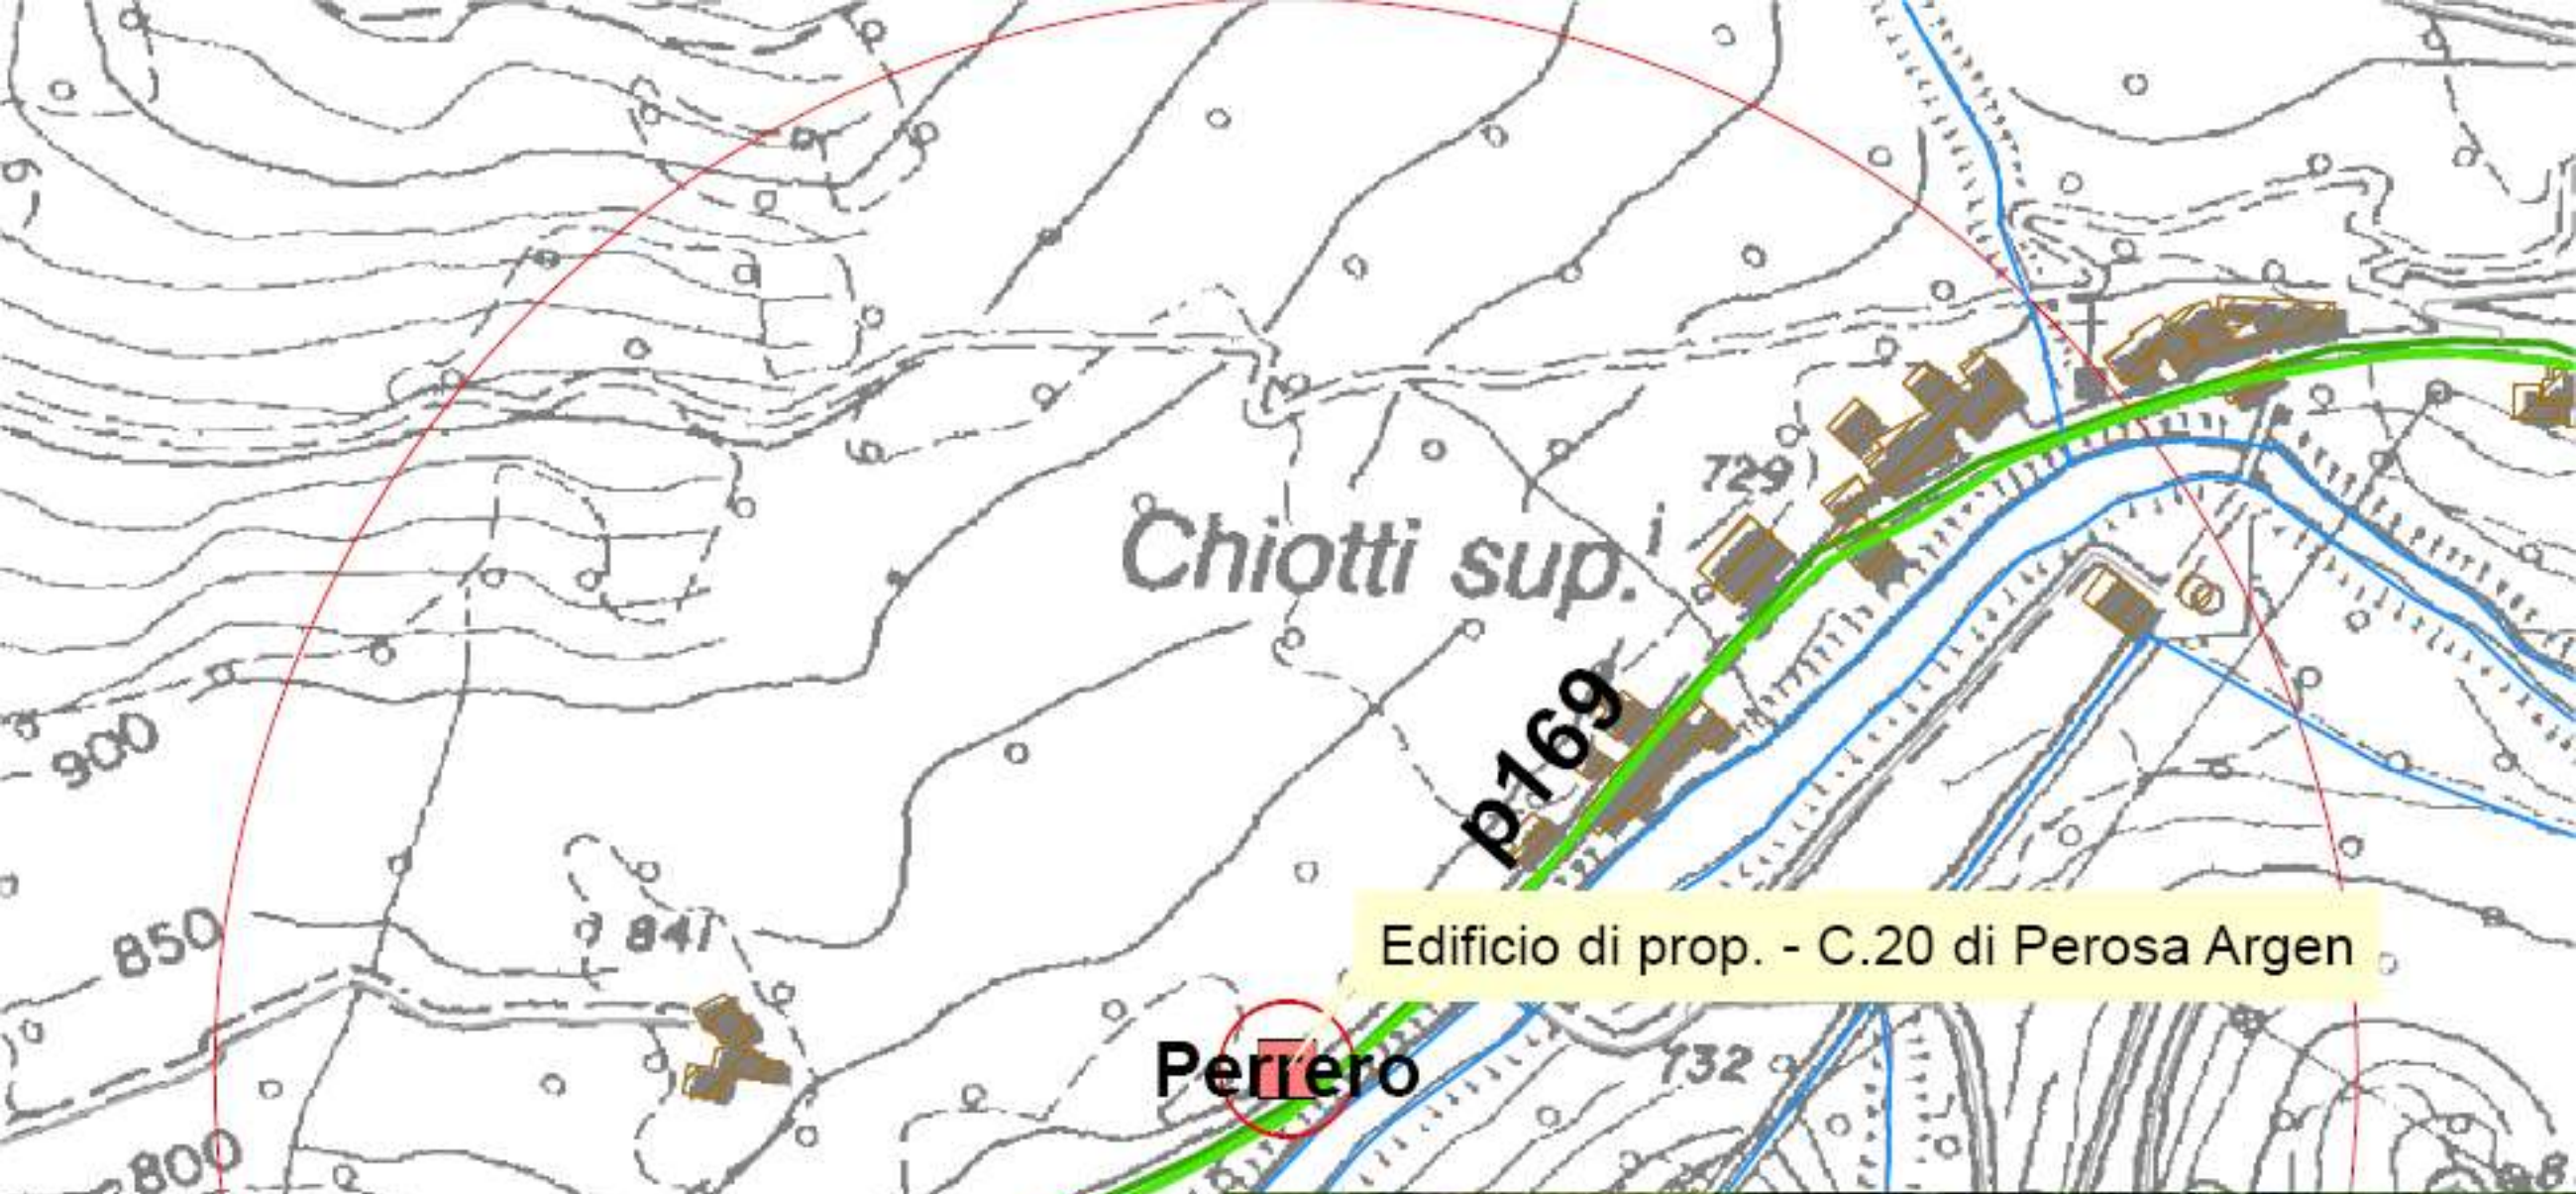 729
Chiotti sup.i
p169
900
850
841
Edificio di prop. - C.20 di Perosa Argen
Perrero
732
800